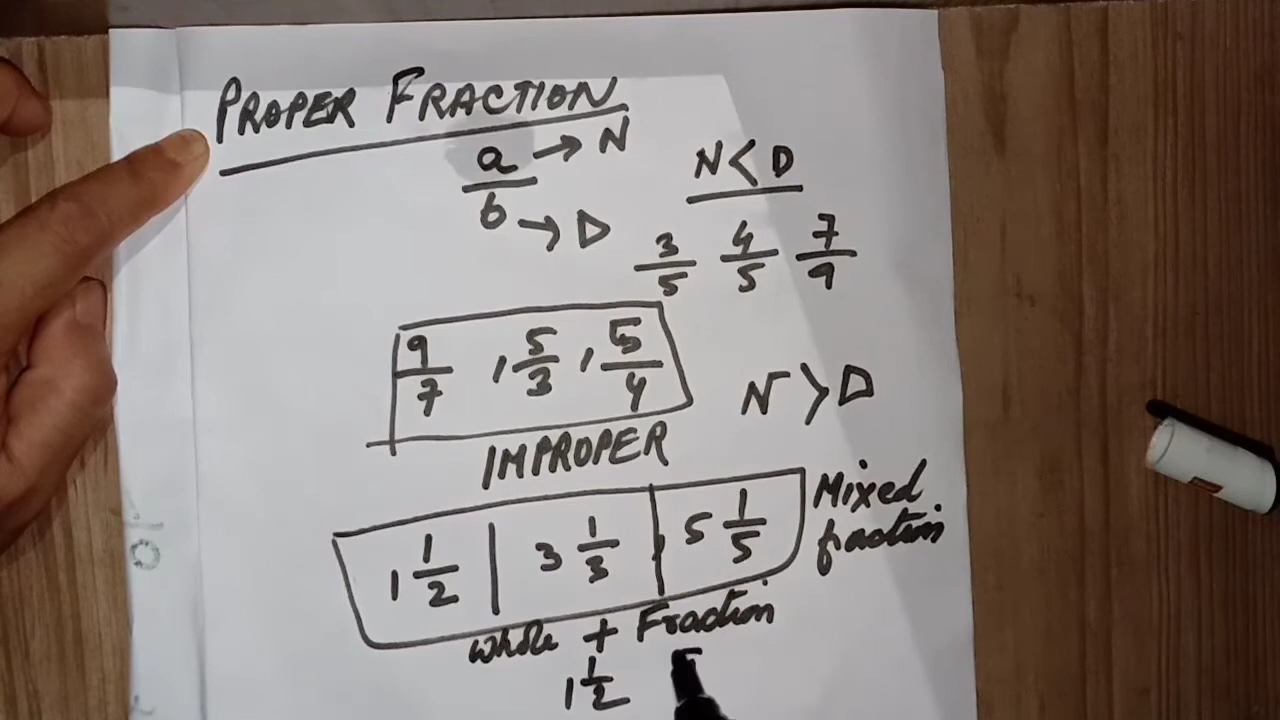 PROPER FRACTION
a → N
b → D
N < D
3/5 4/5 7/9
9/7 , 5/3 , 5/4
N > D
IMPROPER
1 1/2 | 3 1/3 | 5 1/5
Mixed fraction
whole + Fraction
1 1/2